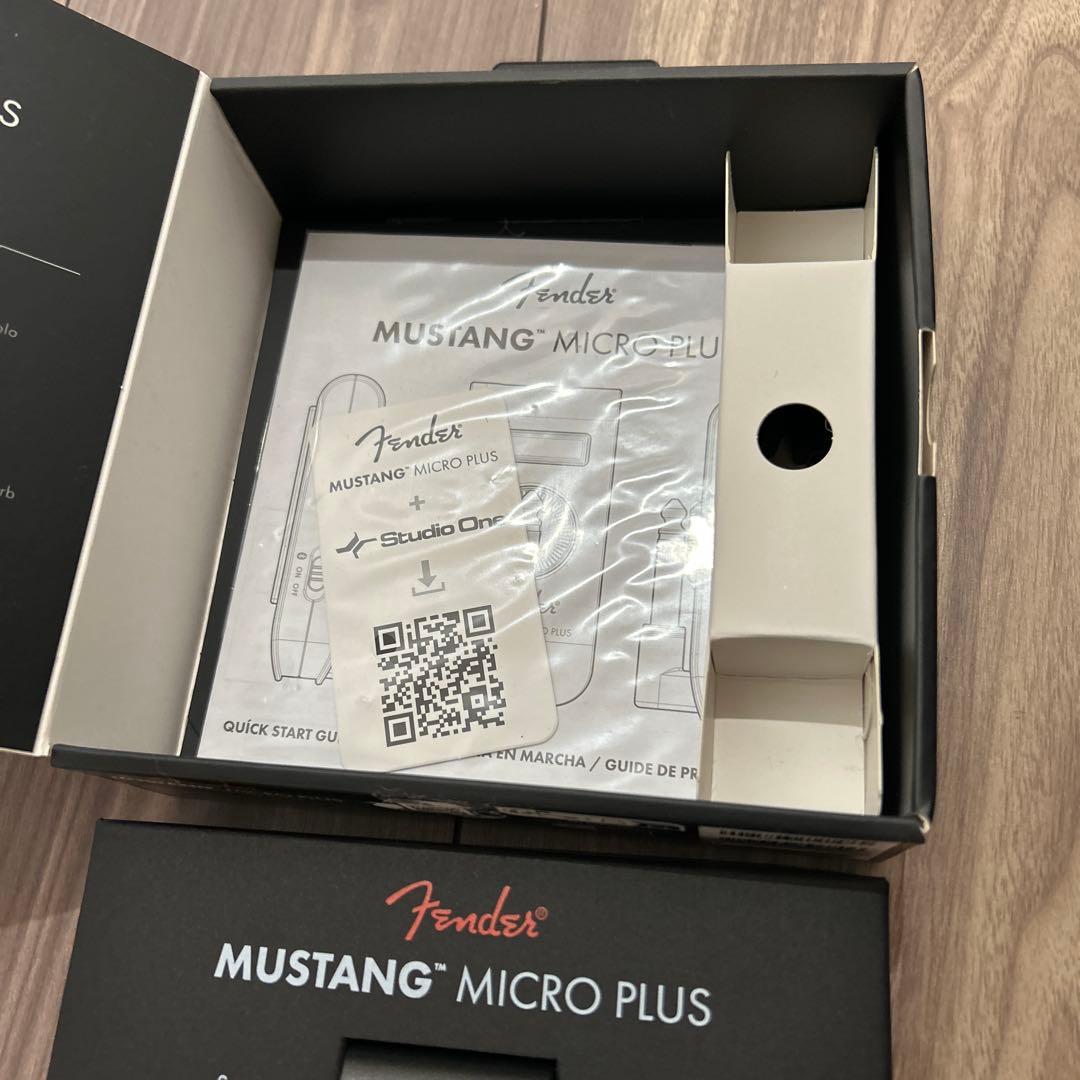 Fender
MUSTANG™ MICRO PLU
Fender
MUSTANG™ MICRO PLUS
+
Studio One
OFF ON
PLUS
QUICK START GU
EN MARCHA / GUIDE DE PR
Fender®
MUSTANG™ MICRO PLUS